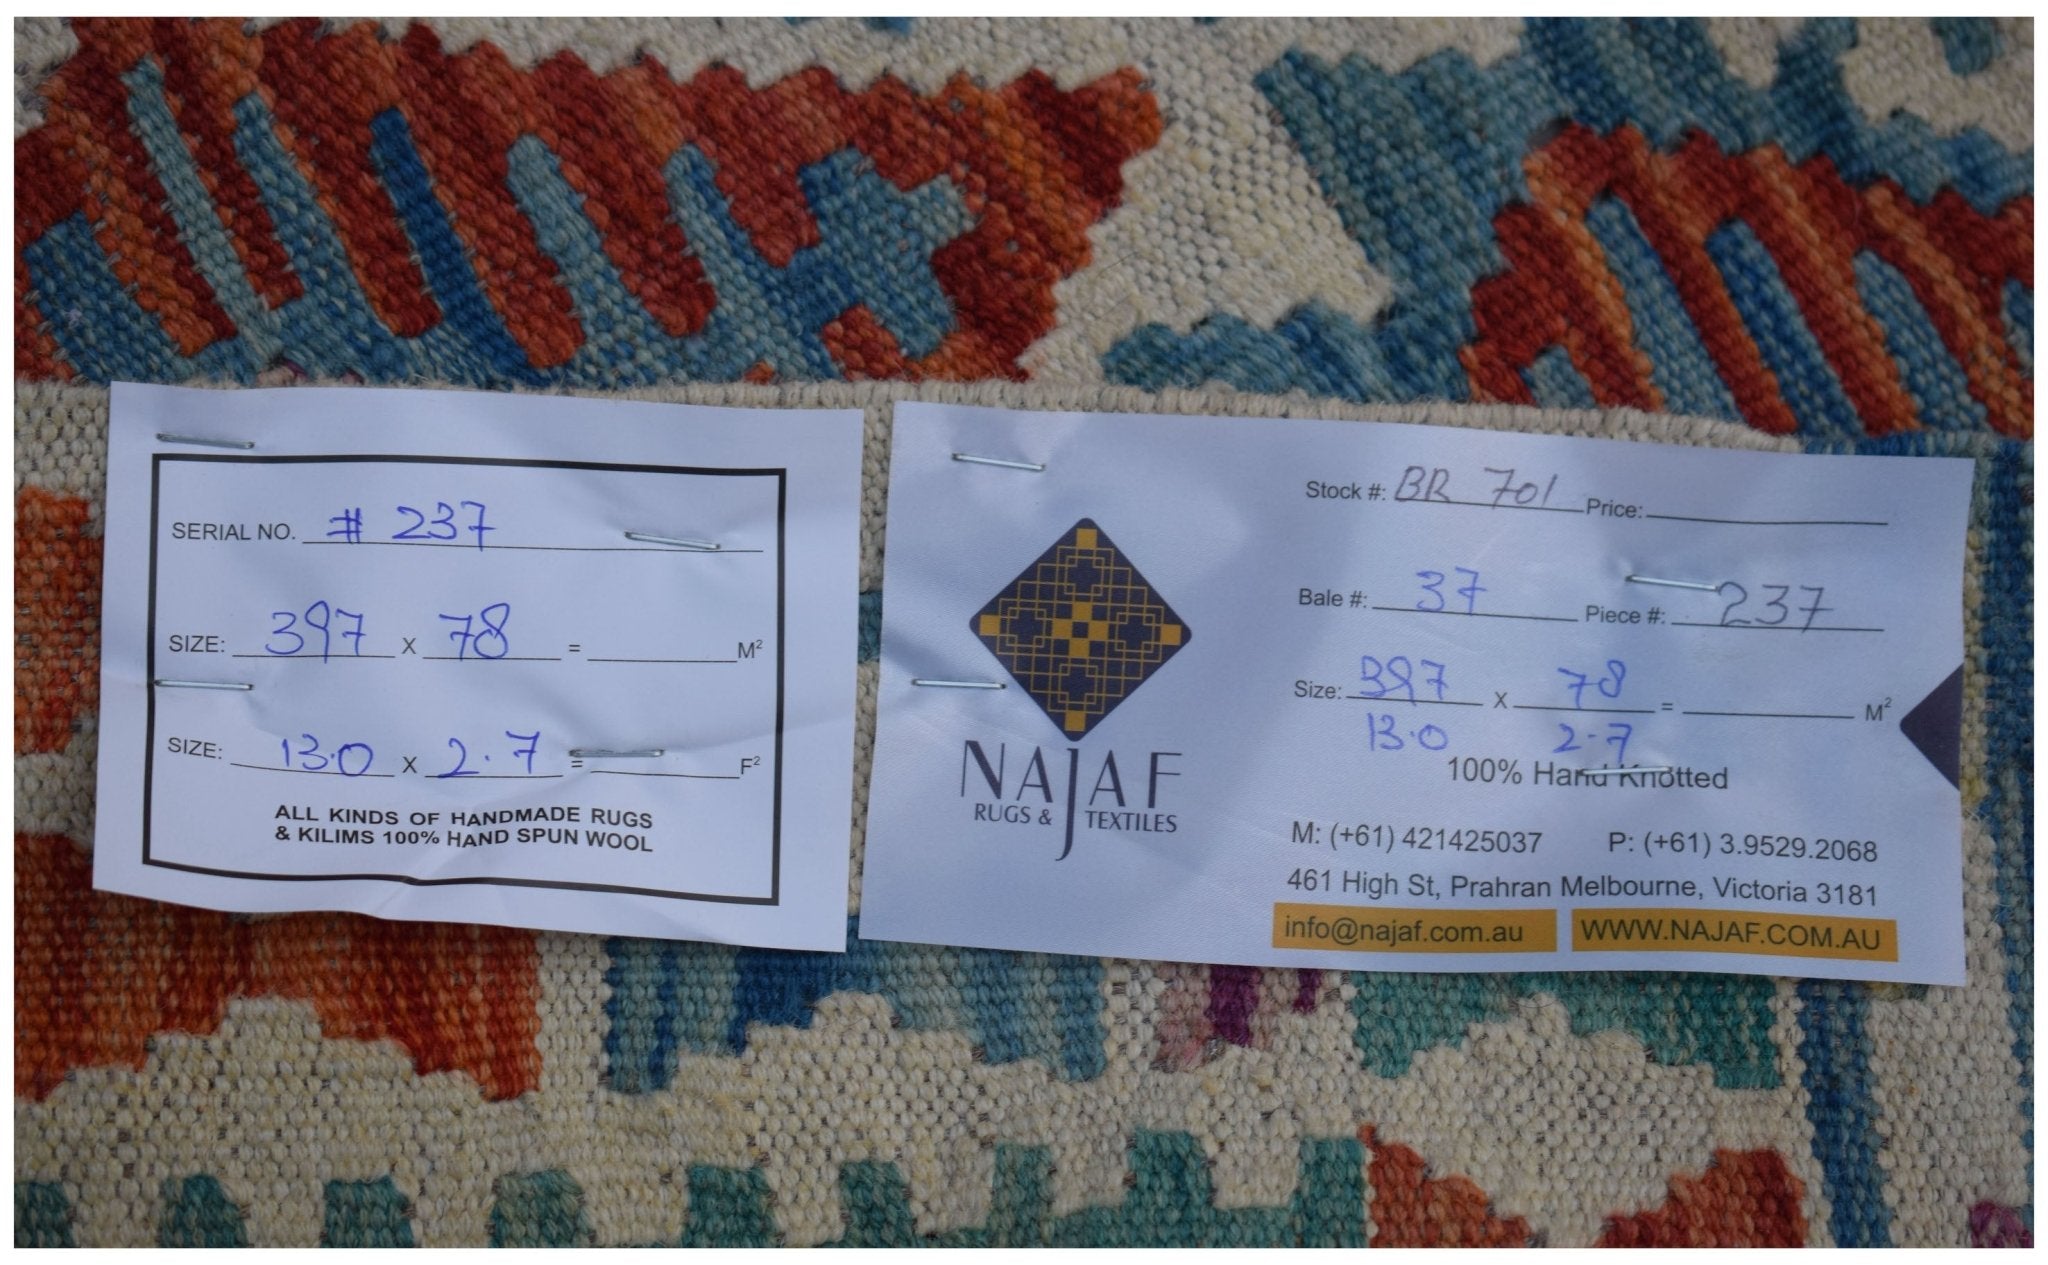 SERIAL NO. # 237
SIZE: 397 X 78 = M²
SIZE: 13.0 X 2.7 = F²
ALL KINDS OF HANDMADE RUGS
& KILIMS 100% HAND SPUN WOOL
NAJAF
RUGS & TEXTILES
Stock #: BR 701 Price:
Bale #: 37 Piece #: 237
Size: 397 X 78 = M²
13.0 2.7
100% Hand Knotted
M: (+61) 421425037 P: (+61) 3.9529.2068
461 High St, Prahran Melbourne, Victoria 3181
info@najaf.com.au WWW.NAJAF.COM.AU